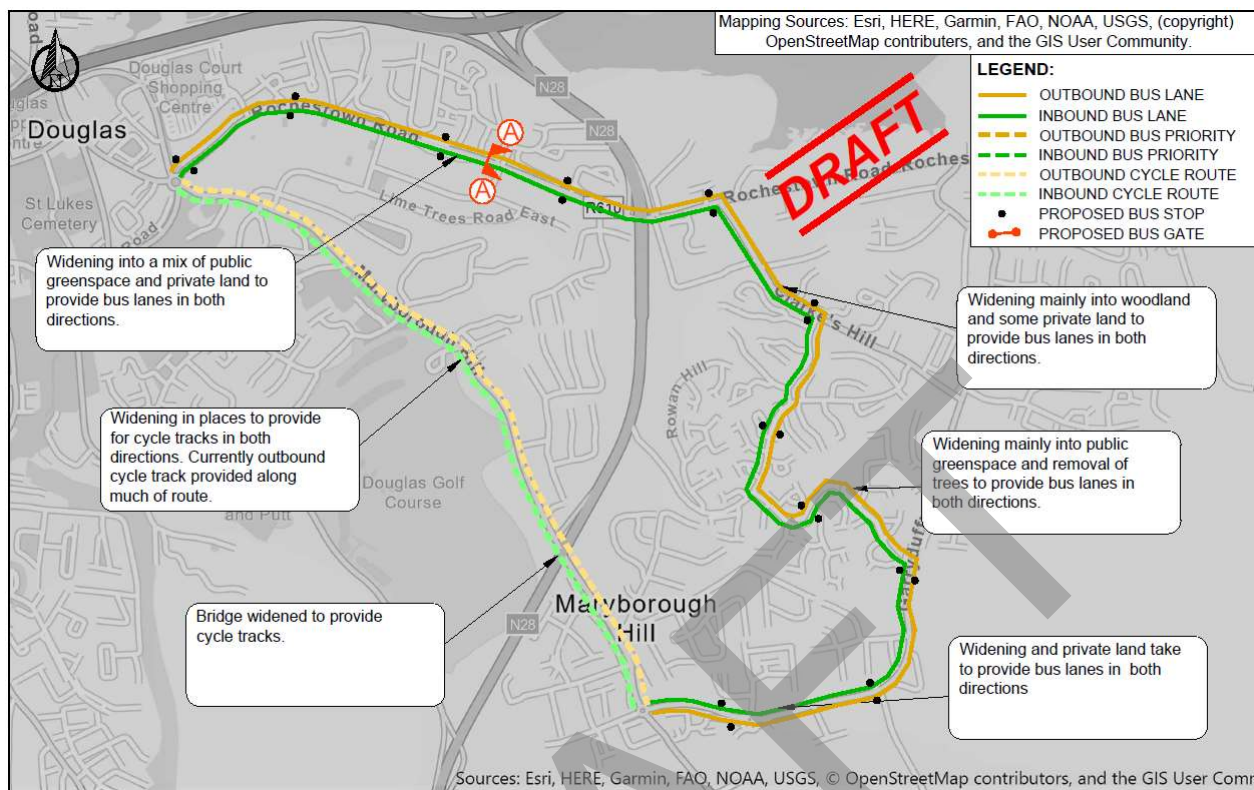 Mapping Sources: Esri, HERE, Garmin, FAO, NOAA, USGS, (copyright)
OpenStreetMap contributers, and the GIS User Community.
LEGEND:
OUTBOUND BUS LANE
INBOUND BUS LANE
OUTBOUND BUS PRIORITY
INBOUND BUS PRIORITY
OUTBOUND CYCLE ROUTE
INBOUND CYCLE ROUTE
PROPOSED BUS STOP
PROPOSED BUS GATE
DRAFT
N
Douglas Court
Shopping
Centre
Douglas
Rochestown Road
N28
N28
A
A
Lime Trees Road East
R610
Rochestown Road
St Lukes
Cemetery
Road
Widening into a mix of public
greenspace and private land to
provide bus lanes in both
directions.
Clarke's Hill
Widening mainly into woodland
and some private land to
provide bus lanes in both
directions.
Rowan Hill
Widening in places to provide
for cycle tracks in both
directions. Currently outbound
cycle track provided along
much of route.
Douglas Golf
Course
and Putt
Widening mainly into public
greenspace and removal of
trees to provide bus lanes in
both directions.
Bridge widened to provide
cycle tracks.
N28
Maryborough
Hill
Widening and private land take
to provide bus lanes in both
directions
Sources: Esri, HERE, Garmin, FAO, NOAA, USGS, © OpenStreetMap contributors, and the GIS User Comm